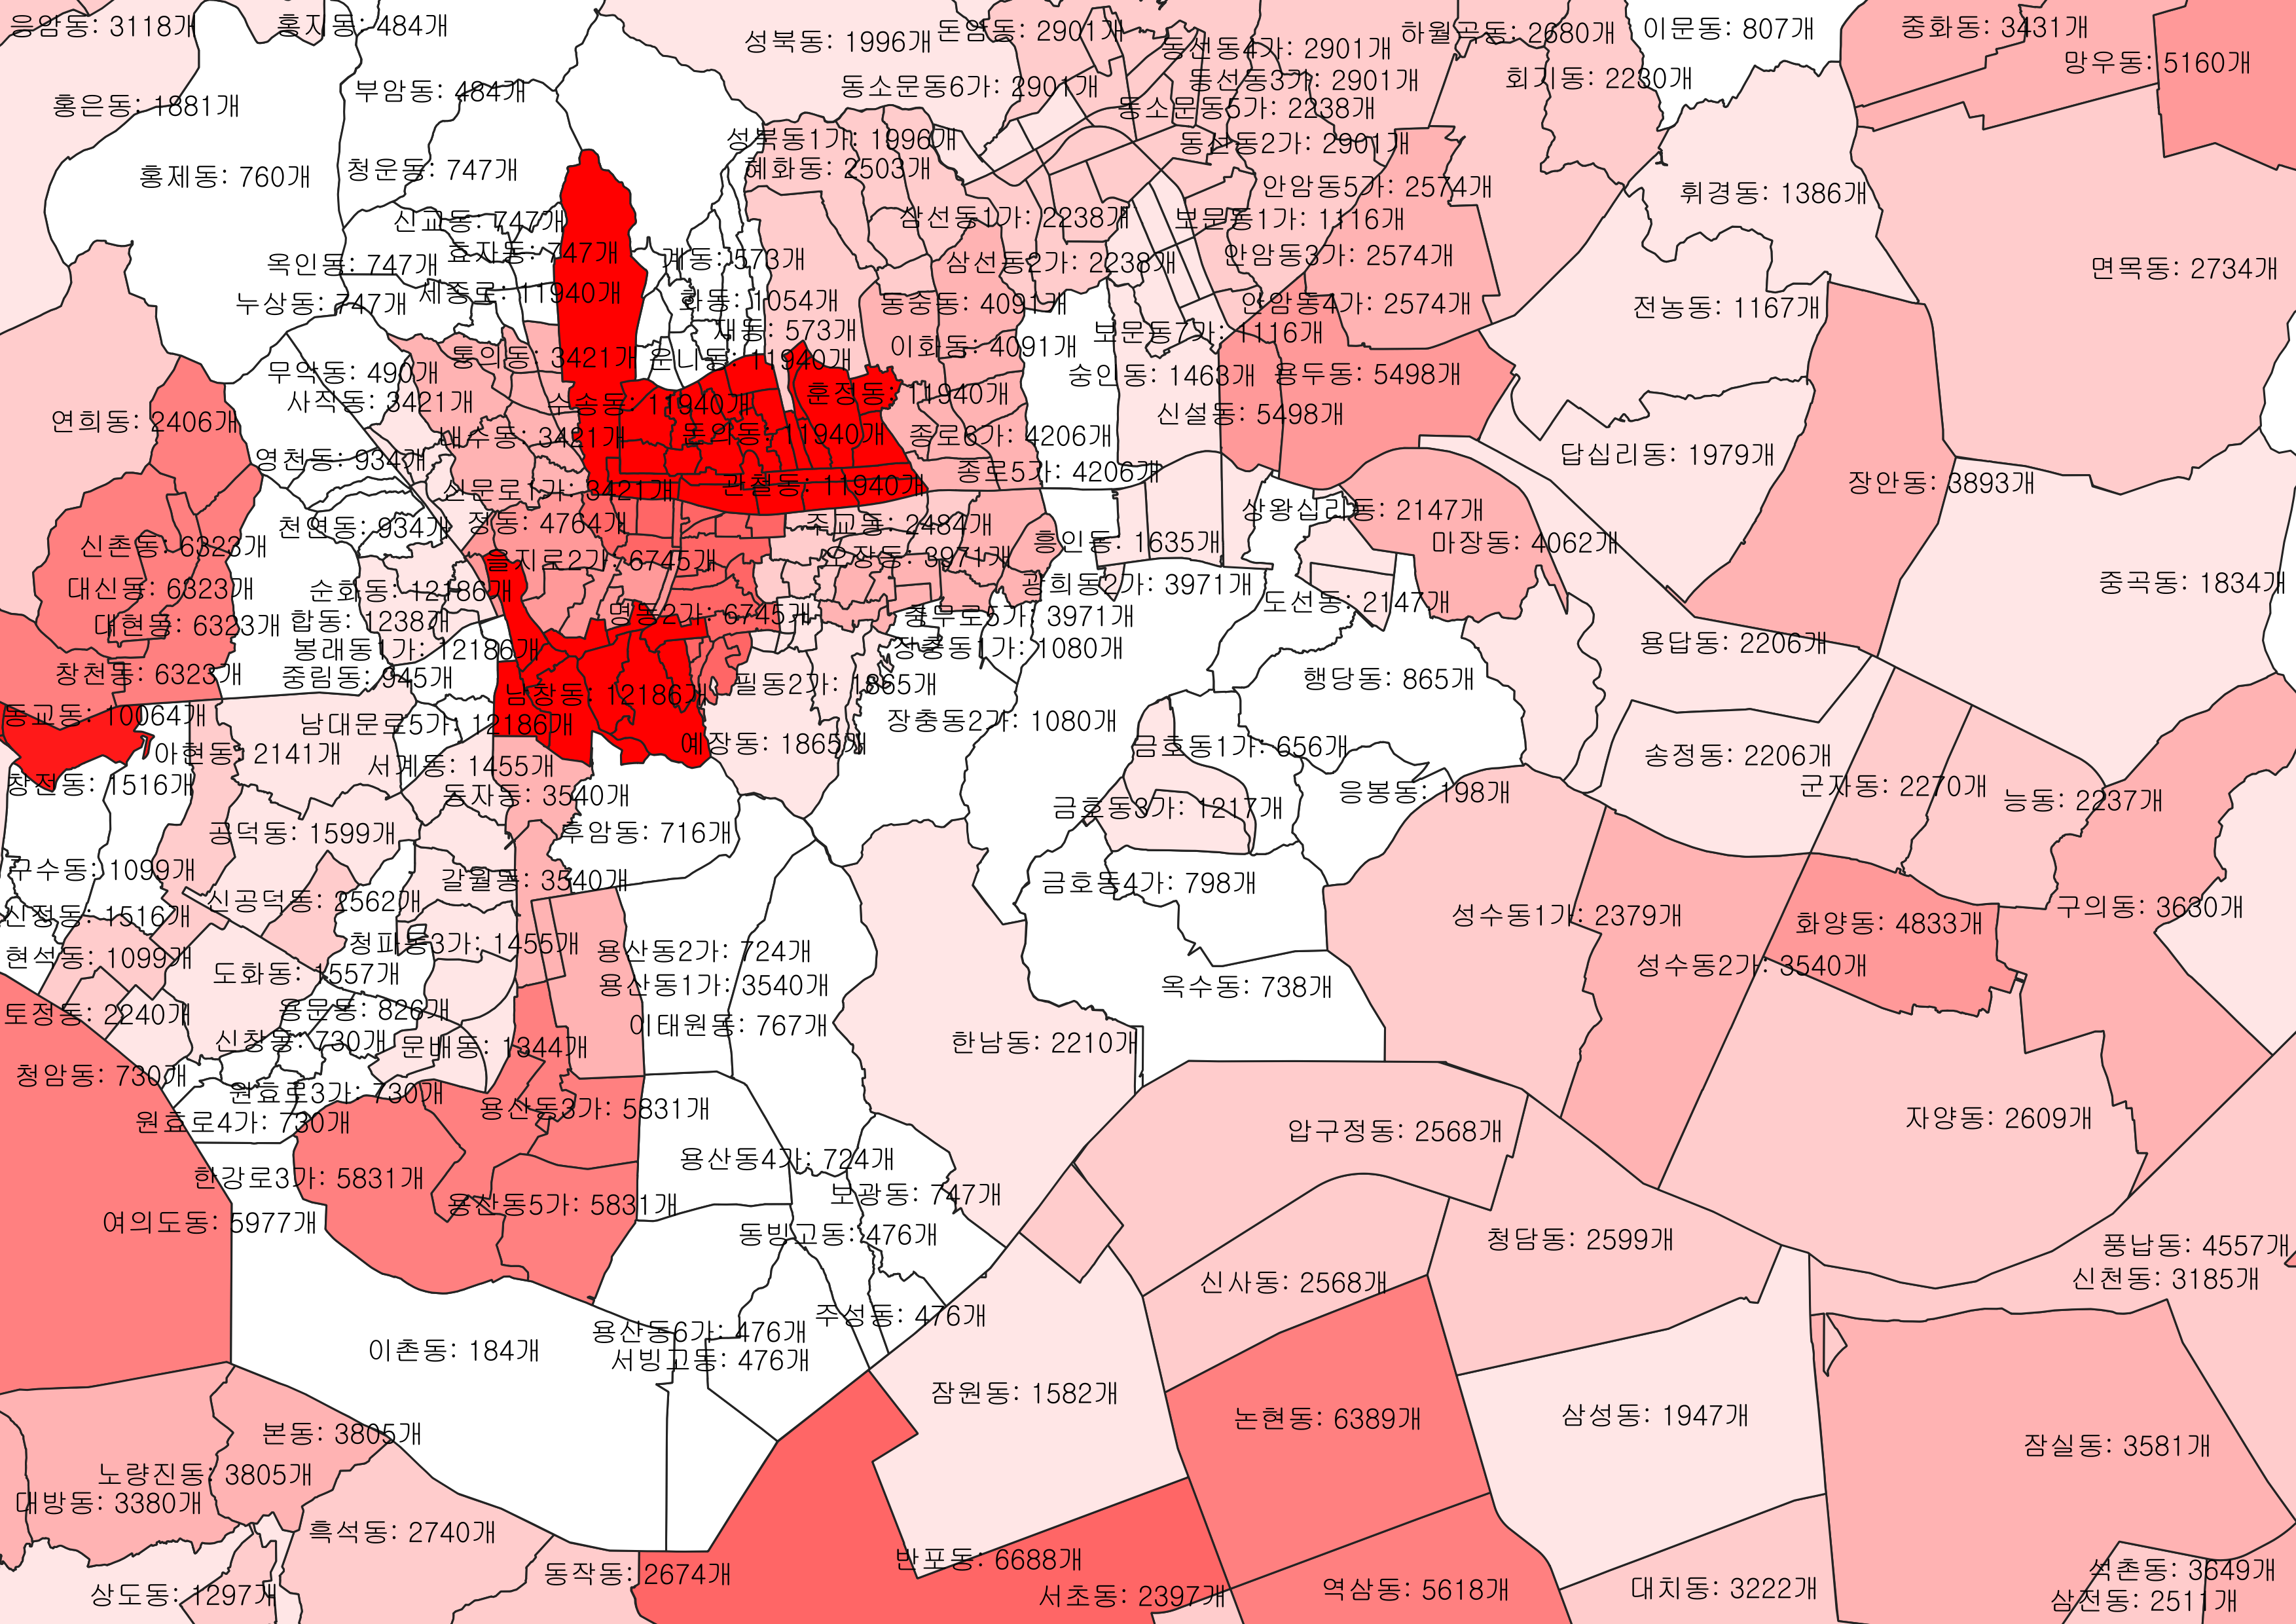 응암동: 3118개
홍지동: 484개
성북동: 1996개
돈암동: 2901개
동선동4가: 2901개
하월곡동: 2680개
이문동: 807개
중화동: 3431개
망우동: 5160개
홍은동: 1881개
부암동: 484개
동소문동6가: 2901개
동선동3가: 2901개
회기동: 2230개
동소문동5가: 2238개
성북동1가: 1996개
동선동2가: 2901개
홍제동: 760개
청운동: 747개
혜화동: 2503개
안암동5가: 2574개
휘경동: 1386개
신교동: 747개
삼선동1가: 2238개
보문동1가: 1116개
옥인동: 747개
효자동: 747개
계동: 573개
삼선동2가: 2238개
안암동3가: 2574개
면목동: 2734개
누상동: 747개
세종로: 11940개
화동: 1054개
동숭동: 4091개
안암동4가: 2574개
전농동: 1167개
재동: 573개
보문동7가: 1116개
무악동: 490개
통의동: 3421개
운니동: 11940개
이화동: 4091개
숭인동: 1463개
용두동: 5498개
사직동: 3421개
수송동: 11940개
훈정동: 11940개
신설동: 5498개
연희동: 2406개
내수동: 3421개
돈의동: 11940개
종로6가: 4206개
답십리동: 1979개
영천동: 934개
종로5가: 4206개
장안동: 3893개
신문로1가: 3421개
관철동: 11940개
상왕십리동: 2147개
천연동: 934개
정동: 4764개
주교동: 2484개
신촌동: 6323개
을지로2가: 6745개
오장동: 3971개
흥인동: 1635개
마장동: 4062개
대신동: 6323개
순화동: 12186개
광희동2가: 3971개
도선동: 2147개
중곡동: 1834개
대현동: 6323개
합동: 1238개
명동2가: 6745개
충무로5가: 3971개
봉래동1가: 12186개
장충동1가: 1080개
용답동: 2206개
창천동: 6323개
중림동: 945개
남창동: 12186개
필동2가: 1865개
행당동: 865개
동교동: 10064개
남대문로5가: 12186개
장충동2가: 1080개
아현동: 2141개
서계동: 1455개
예장동: 1865개
금호동1가: 656개
송정동: 2206개
창전동: 1516개
동자동: 3540개
금호동3가: 1217개
응봉동: 198개
군자동: 2270개
능동: 2237개
공덕동: 1599개
후암동: 716개
구수동: 1099개
갈월동: 3540개
금호동4가: 798개
신정동: 1516개
신공덕동: 2562개
성수동1가: 2379개
화양동: 4833개
구의동: 3630개
현석동: 1099개
청파동3가: 1455개
용산동2가: 724개
성수동2가: 3540개
도화동: 1557개
용산동1가: 3540개
옥수동: 738개
토정동: 2240개
용문동: 826개
이태원동: 767개
신창동: 730개
문배동: 1344개
한남동: 2210개
청암동: 730개
원효로3가: 730개
용산동3가: 5831개
원효로4가: 730개
압구정동: 2568개
자양동: 2609개
한강로3가: 5831개
용산동4가: 724개
용산동5가: 5831개
보광동: 747개
여의도동: 5977개
동빙고동: 476개
청담동: 2599개
풍납동: 4557개
신사동: 2568개
신천동: 3185개
주성동: 476개
이촌동: 184개
용산동6가: 476개
서빙고동: 476개
잠원동: 1582개
논현동: 6389개
삼성동: 1947개
본동: 3805개
잠실동: 3581개
노량진동: 3805개
대방동: 3380개
흑석동: 2740개
동작동: 2674개
반포동: 6688개
석촌동: 3649개
상도동: 1297개
서초동: 2397개
역삼동: 5618개
대치동: 3222개
삼전동: 2511개